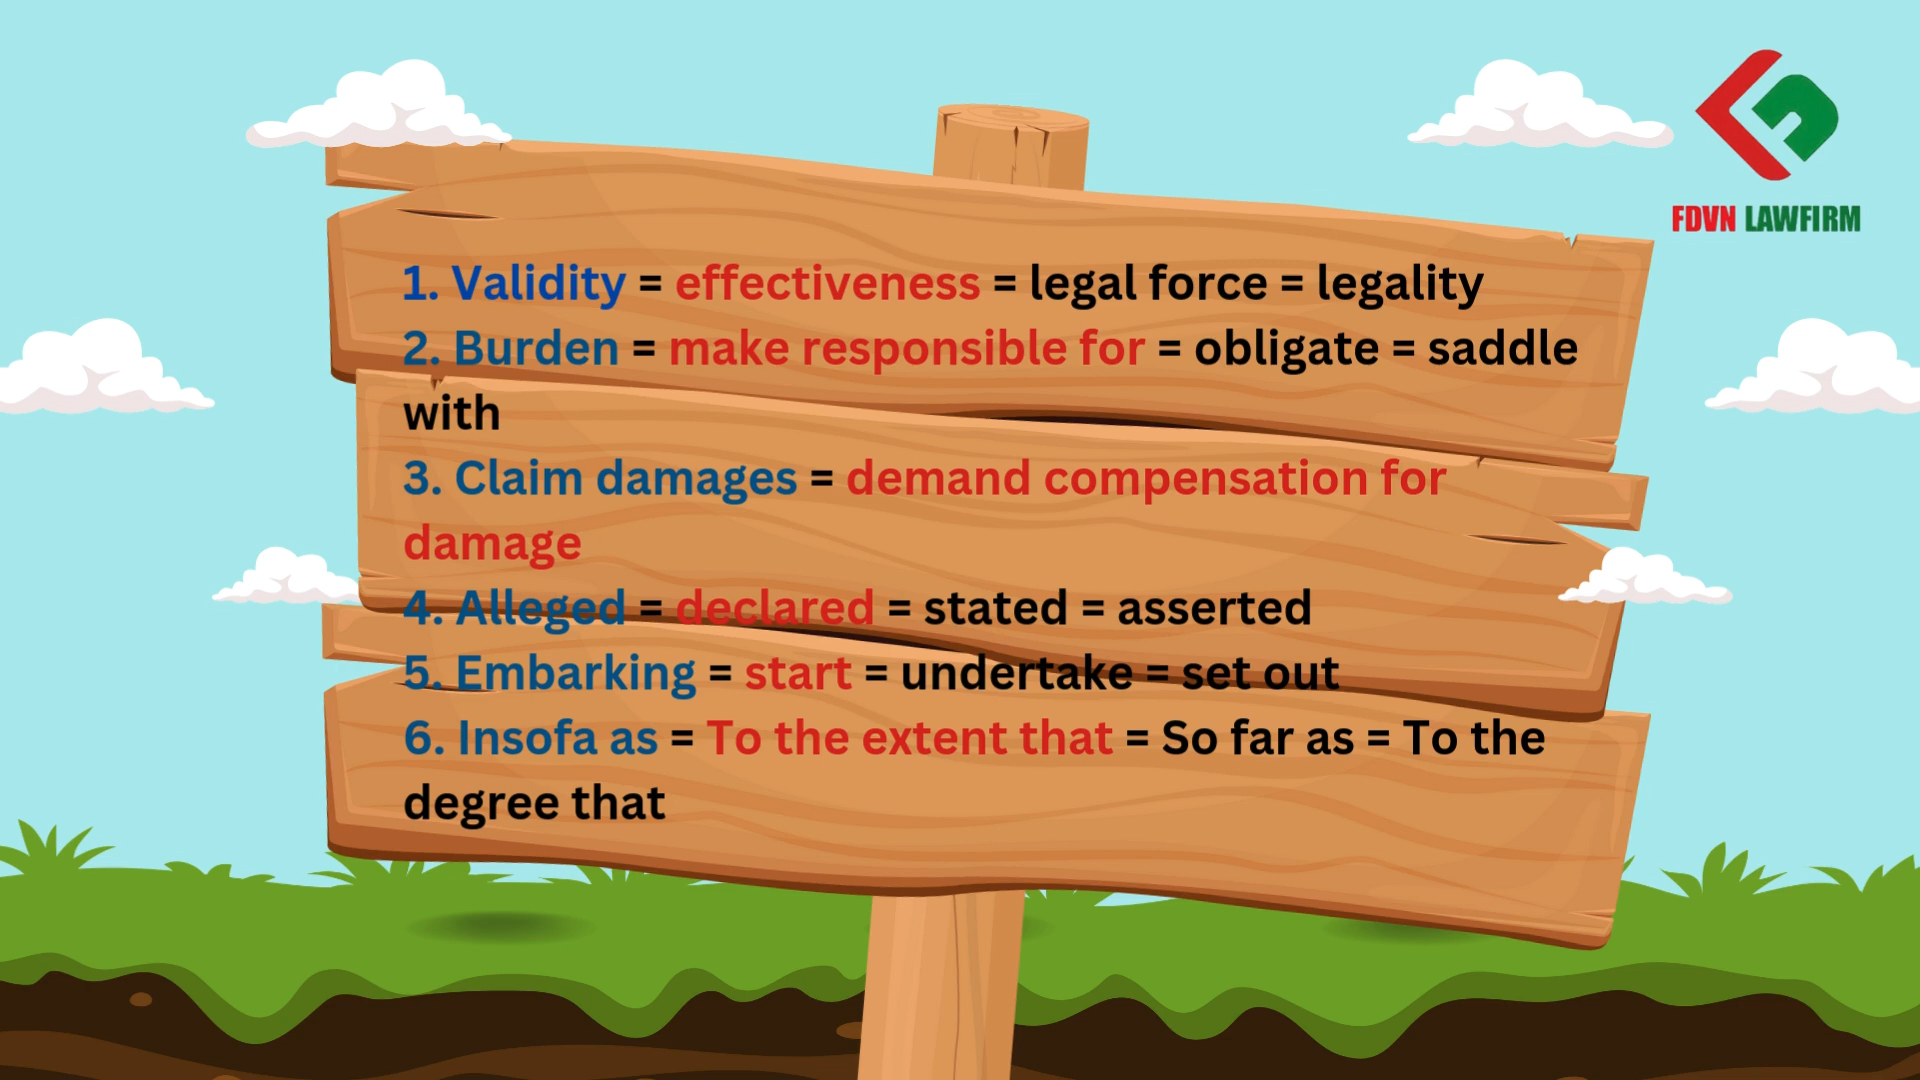 FDVN LAWFIRM
1. Validity = effectiveness = legal force = legality
2. Burden = make responsible for = obligate = saddle
with
3. Claim damages = demand compensation for
damage
4. Alleged = declared = stated = asserted
5. Embarking = start = undertake = set out
6. Insofa as = To the extent that = So far as = To the
degree that